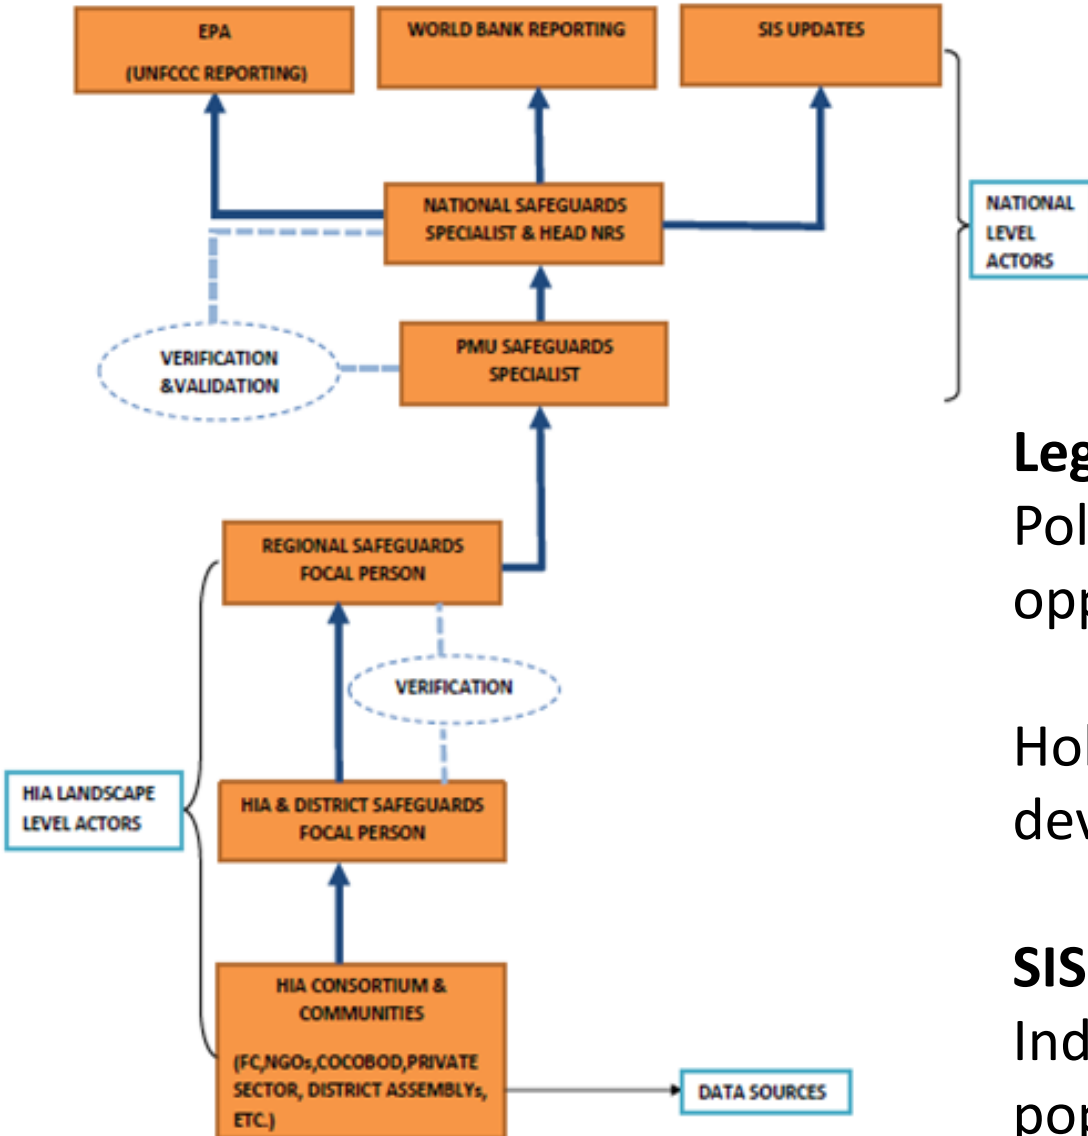 EPA
(UNFCCC REPORTING)
WORLD BANK REPORTING
SIS UPDATES
NATIONAL SAFEGUARDS
SPECIALIST & HEAD NRS
NATIONAL
LEVEL
ACTORS
VERIFICATION
&VALIDATION
PMU SAFEGUARDS
SPECIALIST
Leg
Pol
opp
REGIONAL SAFEGUARDS
FOCAL PERSON
VERIFICATION
Hol
dev
HIA LANDSCAPE
LEVEL ACTORS
HIA & DISTRICT SAFEGUARDS
FOCAL PERSON
SIS
Ind
pop
HIA CONSORTIUM &
COMMUNITIES
(FC,NGOs,COCOBOD,PRIVATE
SECTOR, DISTRICT ASSEMBLYs,
ETC.)
DATA SOURCES